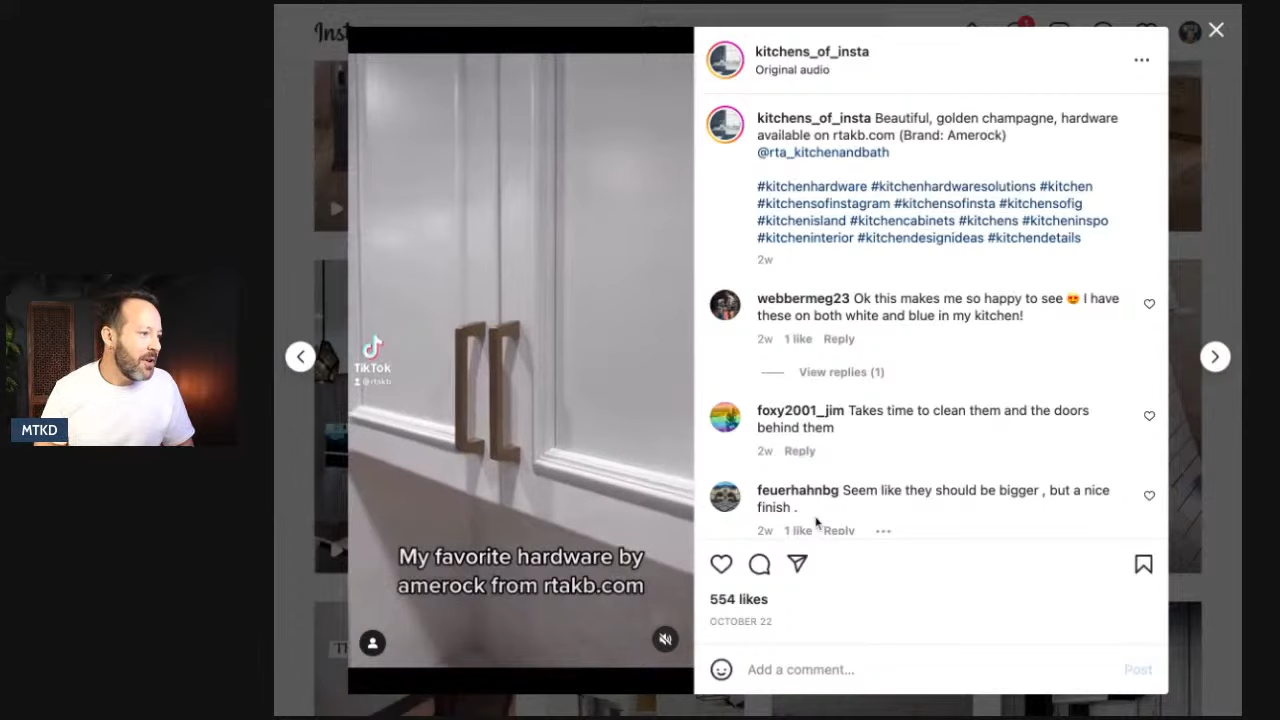 Inst
kitchens_of_insta
Original audio
kitchens_of_insta Beautiful, golden champagne, hardware
available on rtakb.com (Brand: Amerock)
@rta_kitchenandbath
#kitchenhardware #kitchenhardwaresolutions #kitchen
#kitchensofinstagram #kitchensofinsta #kitchensofig
#kitchenisland #kitchencabinets #kitchens #kitcheninspo
#kitcheninterior #kitchendesignideas #kitchendetails
2w
webbermeg23 Ok this makes me so happy to see 😍 I have
these on both white and blue in my kitchen!
2w 1 like Reply
View replies (1)
foxy2001_jim Takes time to clean them and the doors
behind them
2w Reply
feuerhahnbg Seem like they should be bigger , but a nice
finish .
2w 1 like Reply
554 likes
OCTOBER 22
Add a comment... Post
TikTok
@rtakb
My favorite hardware by
amerock from rtakb.com
MTKD